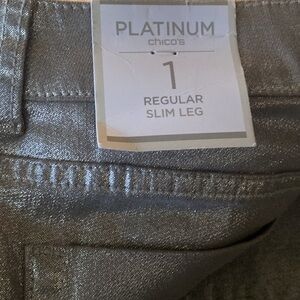 PLATINUM
chico's
1
REGULAR
SLIM LEG